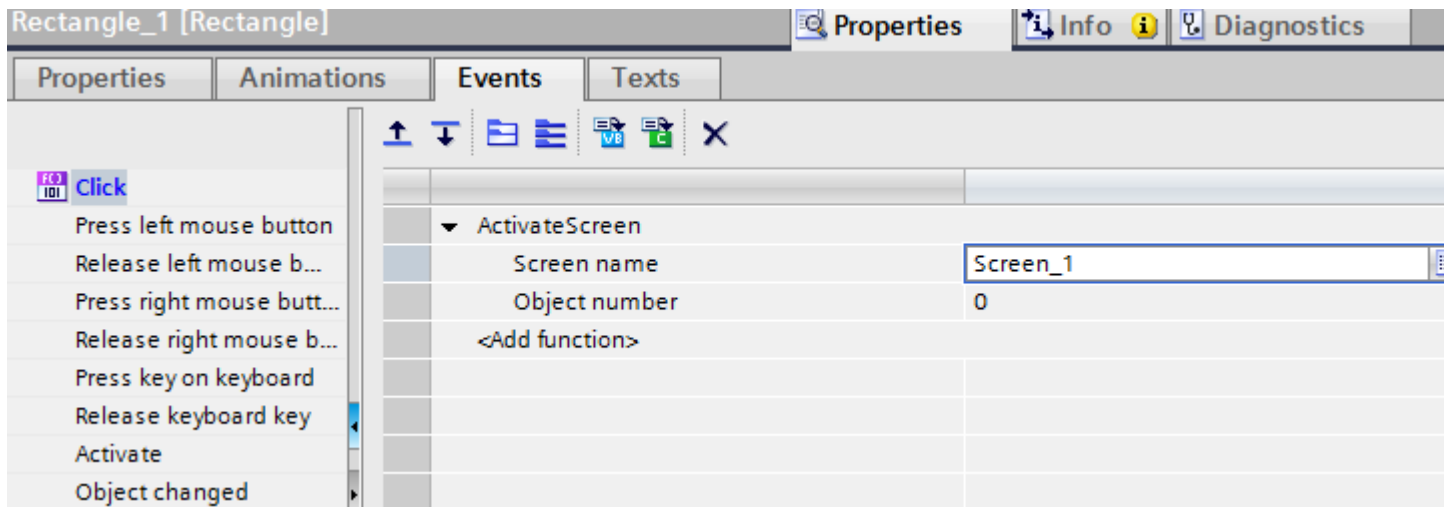 Rectangle_1 [Rectangle]
Properties Info Diagnostics
Properties Animations Events Texts
Click
Press left mouse button
Release left mouse b...
Press right mouse butt...
Release right mouse b...
Press key on keyboard
Release keyboard key
Activate
Object changed
ActivateScreen
Screen name Screen_1
Object number 0
<Add function>